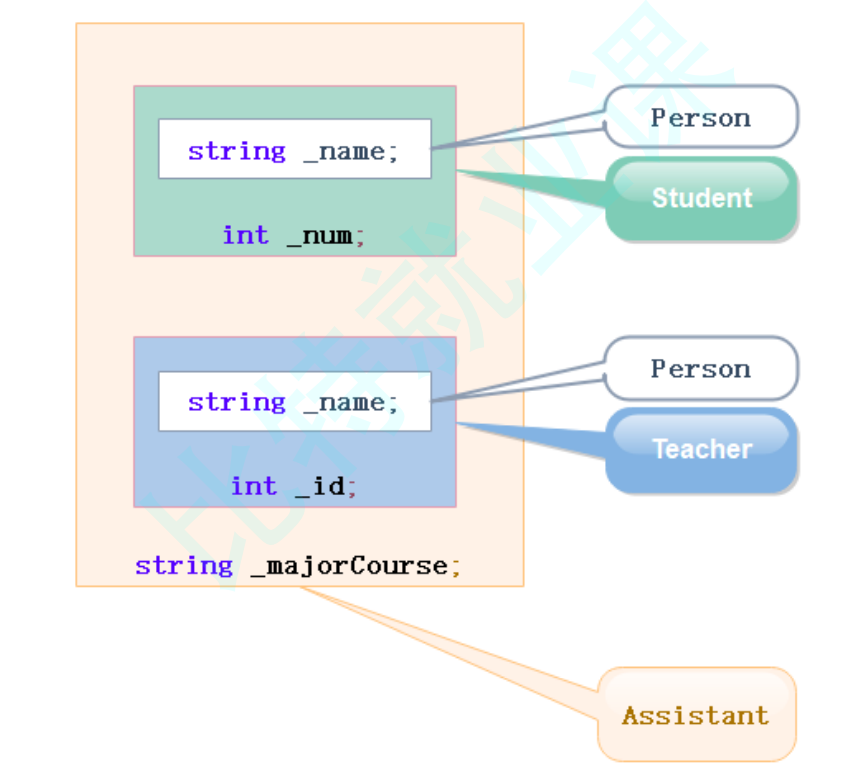 string _name;
Person
Student
int _num;
string _name;
Person
Teacher
int _id;
string _majorCourse;
Assistant
比特就业课